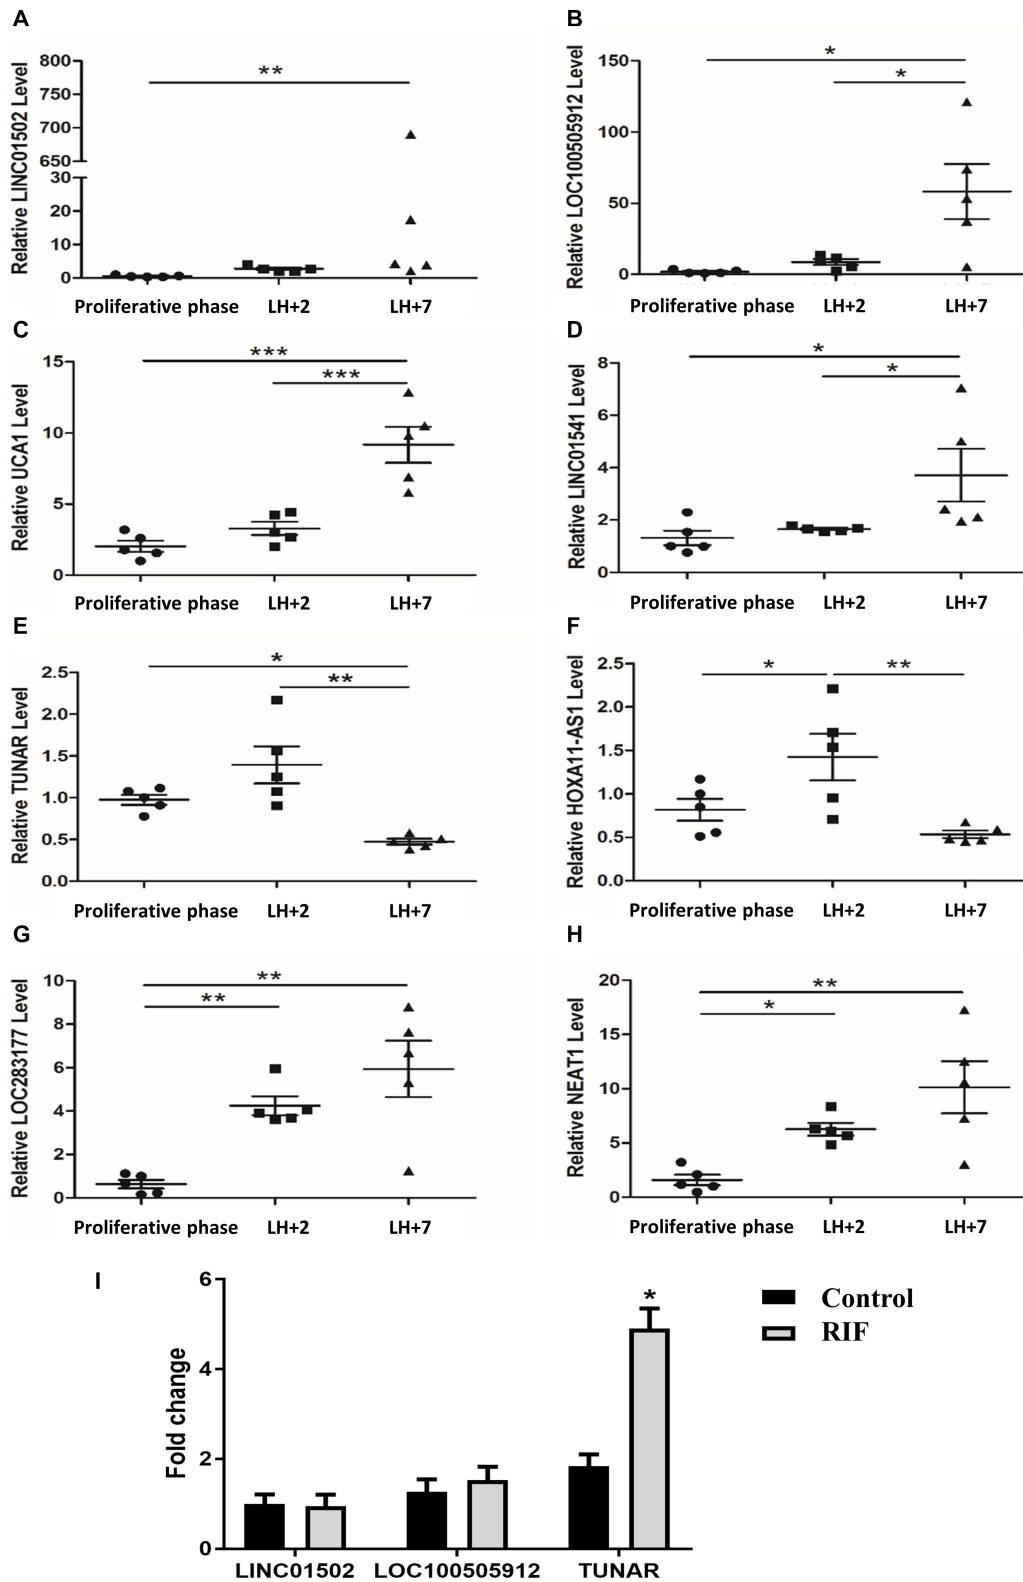 A
Relative LINC01502 Level
800
750
700
650
30
20
10
0
**
Proliferative phase LH+2 LH+7
B
Relative LOC100505912 Level
150
100
50
0
*
*
Proliferative phase LH+2 LH+7
C
Relative UCA1 Level
15
10
5
0
***
***
Proliferative phase LH+2 LH+7
D
Relative LINC01541 Level
8
6
4
2
0
*
*
Proliferative phase LH+2 LH+7
E
Relative TUNAR Level
2.5
2.0
1.5
1.0
0.5
0.0
*
**
Proliferative phase LH+2 LH+7
F
Relative HOXA11-AS1 Level
2.5
2.0
1.5
1.0
0.5
0.0
* **
Proliferative phase LH+2 LH+7
G
Relative LOC283177 Level
10
8
6
4
2
0
**
**
Proliferative phase LH+2 LH+7
H
Relative NEAT1 Level
20
15
10
5
0
**
*
Proliferative phase LH+2 LH+7
I
Fold change
6
4
2
0
*
Control
RIF
LINC01502 LOC100505912 TUNAR